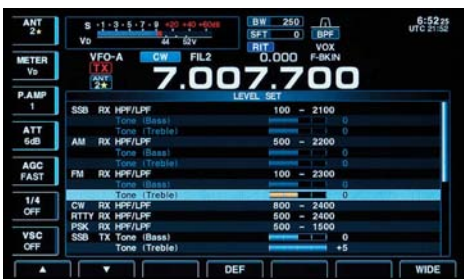 ANT 2★
S 1 · 3 · 5 · 7 · 9 +20 +40 +60dB
VD 44 52V
BW 250
SFT 0
BPF
6:52:25
UTC 21:52
RIT 0.000
VOX
F-BKIN
METER VD
VFO-A CW FIL2
TX
ANT 2★
7.007.700
P.AMP 1
LEVEL SET
SSB RX HPF/LPF 100 - 2100
Tone (Bass) 0
Tone (Treble) 0
ATT 6dB
AM RX HPF/LPF 500 - 2200
Tone (Bass) 0
Tone (Treble) 0
AGC FAST
FM RX HPF/LPF 100 - 2300
Tone (Bass) 0
Tone (Treble) 0
1/4 OFF
CW RX HPF/LPF 800 - 2400
RTTY RX HPF/LPF 500 - 2400
PSK RX HPF/LPF 500 - 1500
VSC OFF
SSB TX Tone (Bass) 0
Tone (Treble) +5
▲ ▼ DEF WIDE